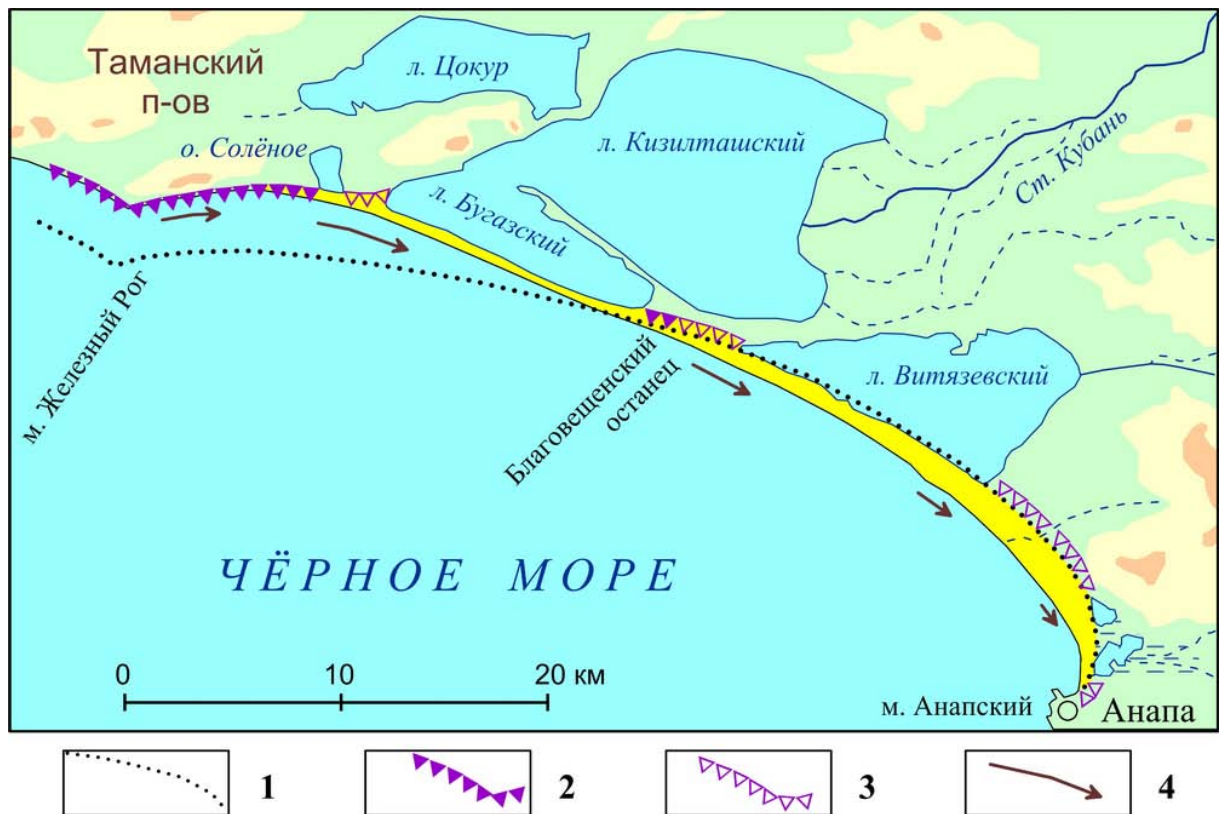 Таманский
п-ов
л. Цокур
о. Солёное
л. Кизилташский
л. Бугазский
Ст. Кубань
м. Железный Рог
Благовещенский
останец
л. Витязевский
ЧЁРНОЕ МОРЕ
0 10 20 км
м. Анапский
Анапа
1 2 3 4